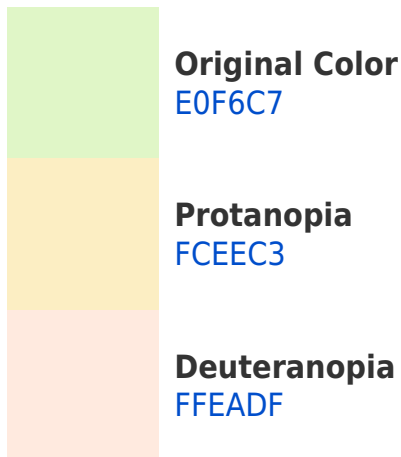 Original Color
E0F6C7
Protanopia
FCEEC3
Deuteranopia
FFEADF